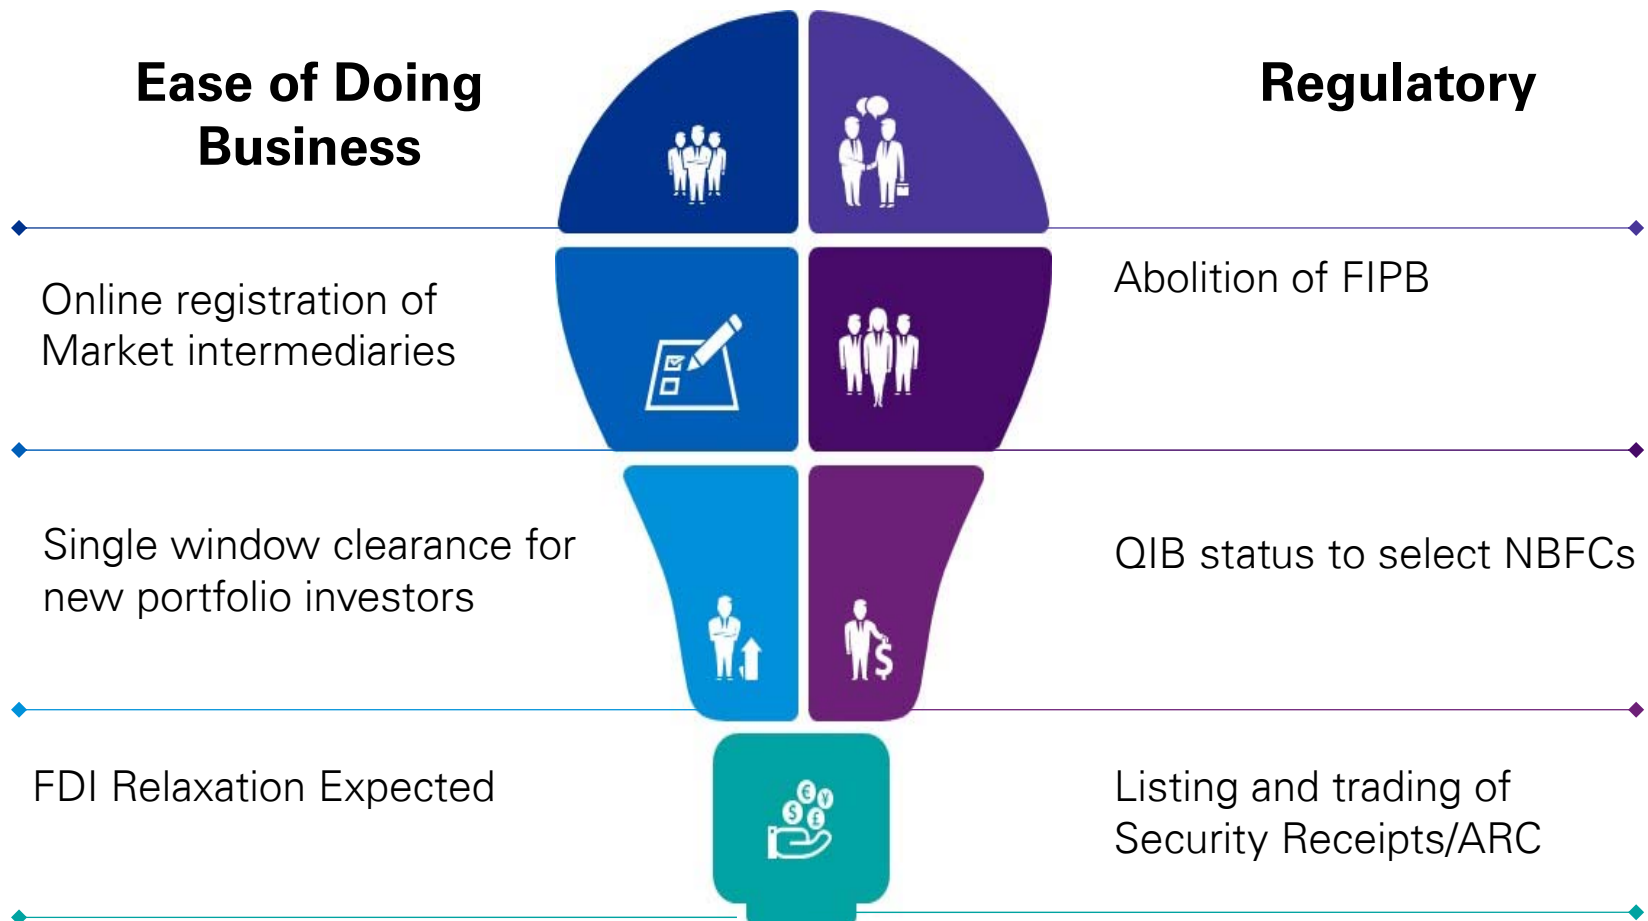 Ease of Doing
Business
Regulatory
Online registration of
Market intermediaries
Abolition of FIPB
Single window clearance for
new portfolio investors
QIB status to select NBFCs
FDI Relaxation Expected
Listing and trading of
Security Receipts/ARC
$
€
¥
$
£